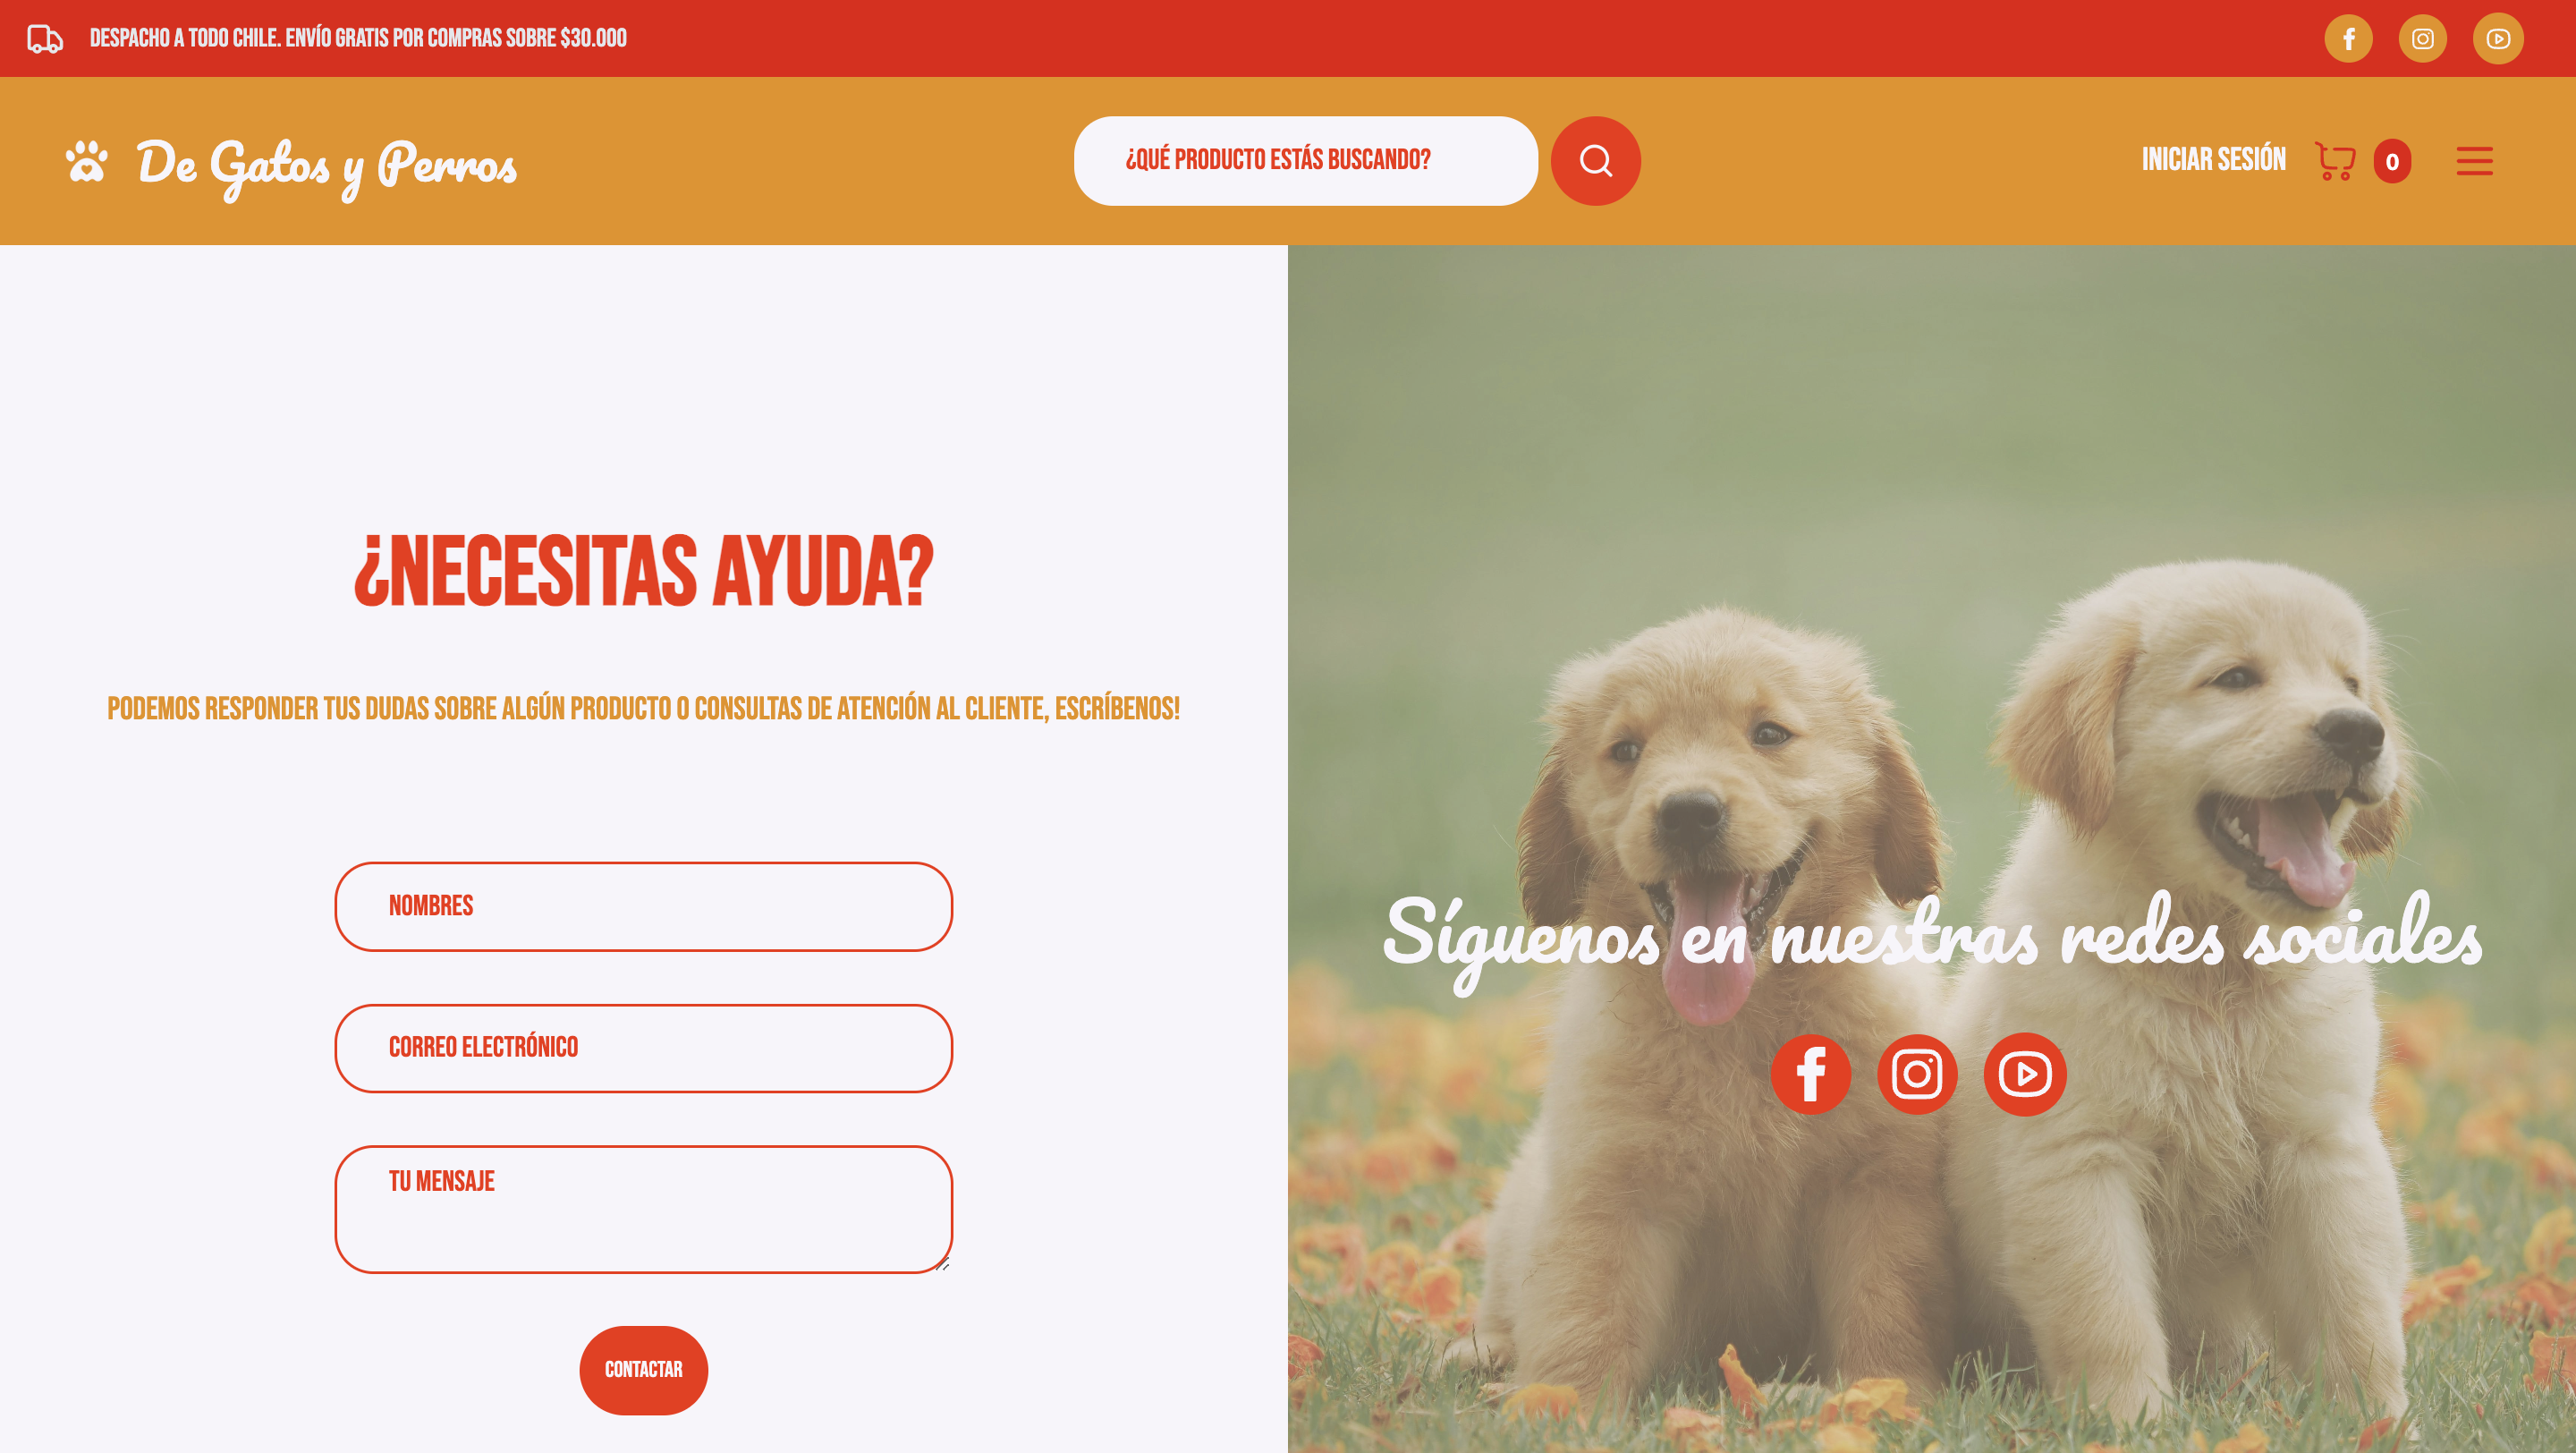 DESPACHO A TODO CHILE. ENVÍO GRATIS POR COMPRAS SOBRE $30.000
De Gatos y Perros
¿QUÉ PRODUCTO ESTÁS BUSCANDO?
INICIAR SESIÓN
0
¿NECESITAS AYUDA?
PODEMOS RESPONDER TUS DUDAS SOBRE ALGÚN PRODUCTO O CONSULTAS DE ATENCIÓN AL CLIENTE, ESCRÍBENOS!
NOMBRES
CORREO ELECTRÓNICO
TU MENSAJE
CONTACTAR
Síguenos en nuestras redes sociales